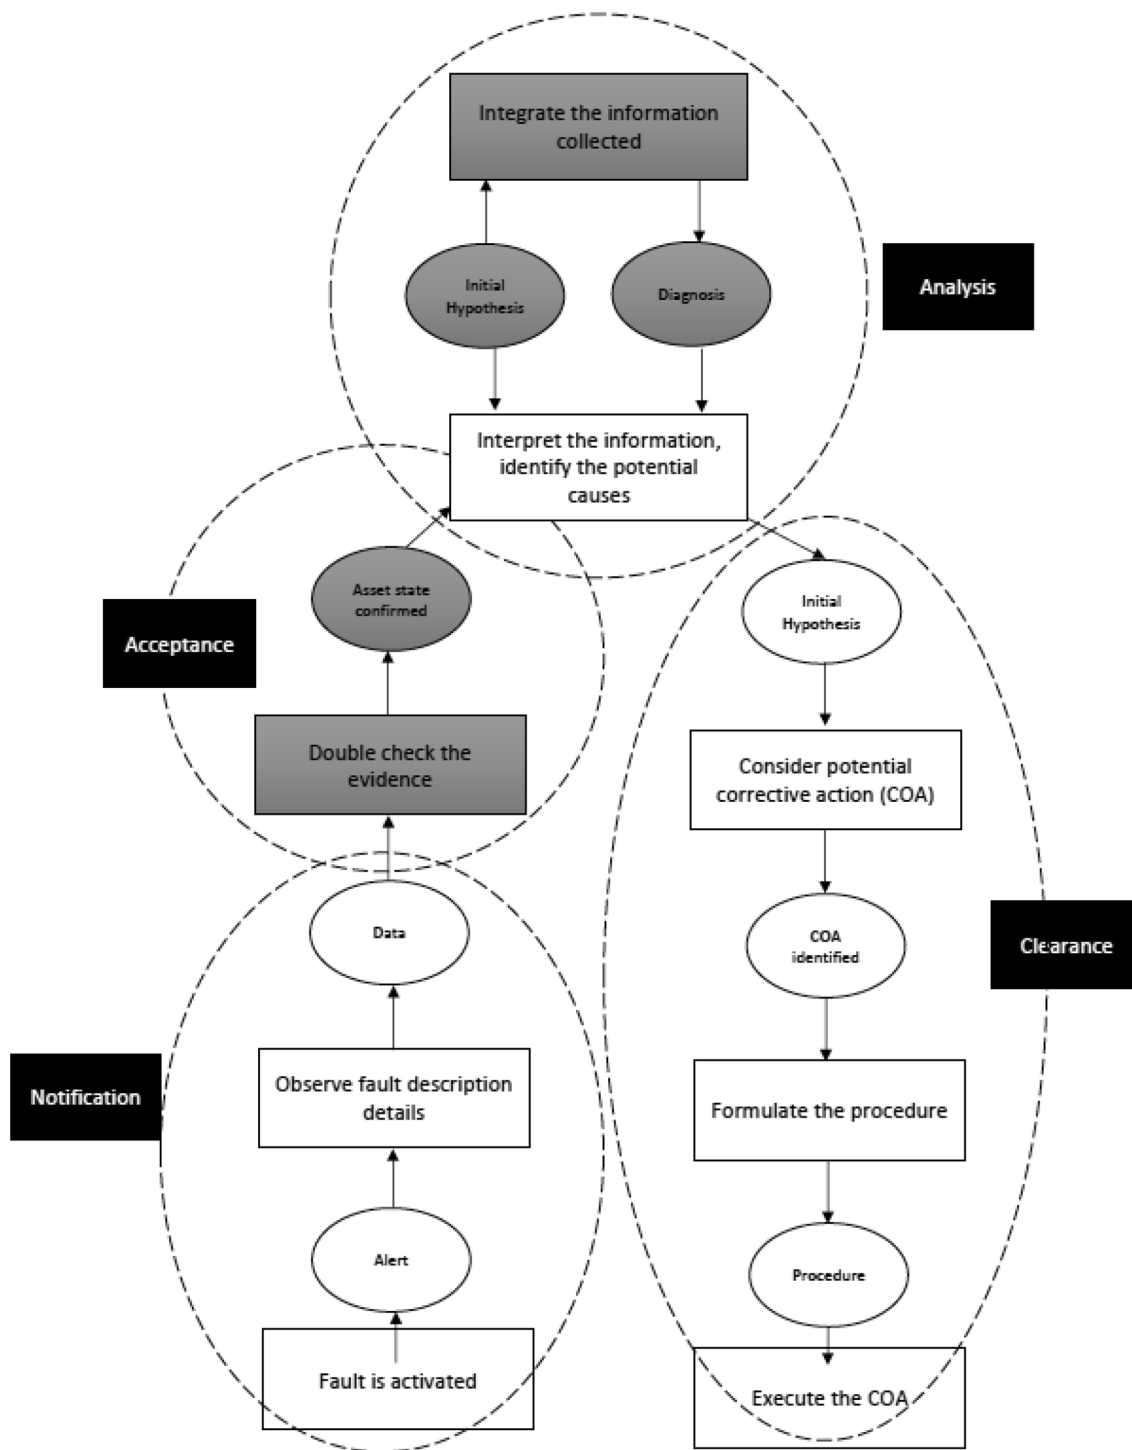 Integrate the information
collected
Initial
Hypothesis
Diagnosis
Analysis
Interpret the information,
identify the potential
causes
Asset state
confirmed
Acceptance
Double check the
evidence
Data
Observe fault description
details
Notification
Alert
Fault is activated
Initial
Hypothesis
Consider potential
corrective action (COA)
COA
identified
Clearance
Formulate the procedure
Procedure
Execute the COA